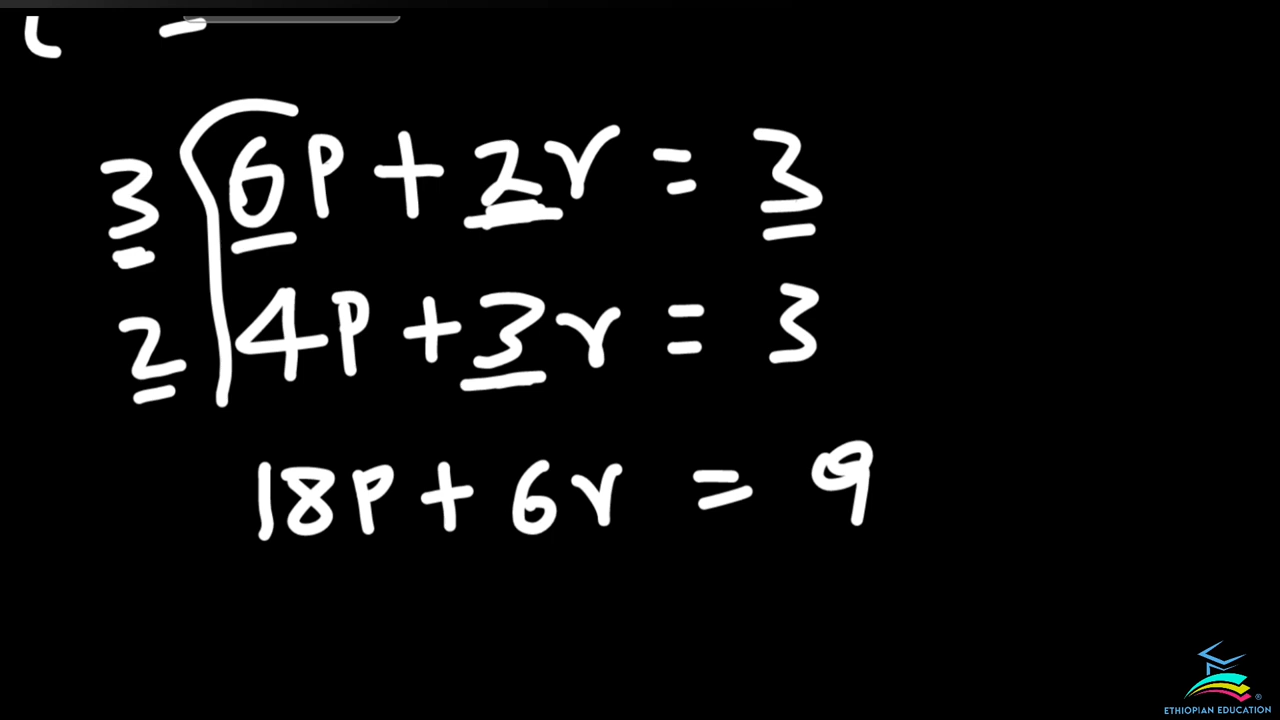 3 6p + 2r = 3
2 4p + 3r = 3
18p + 6r = 9
ETHIOPIAN EDUCATION